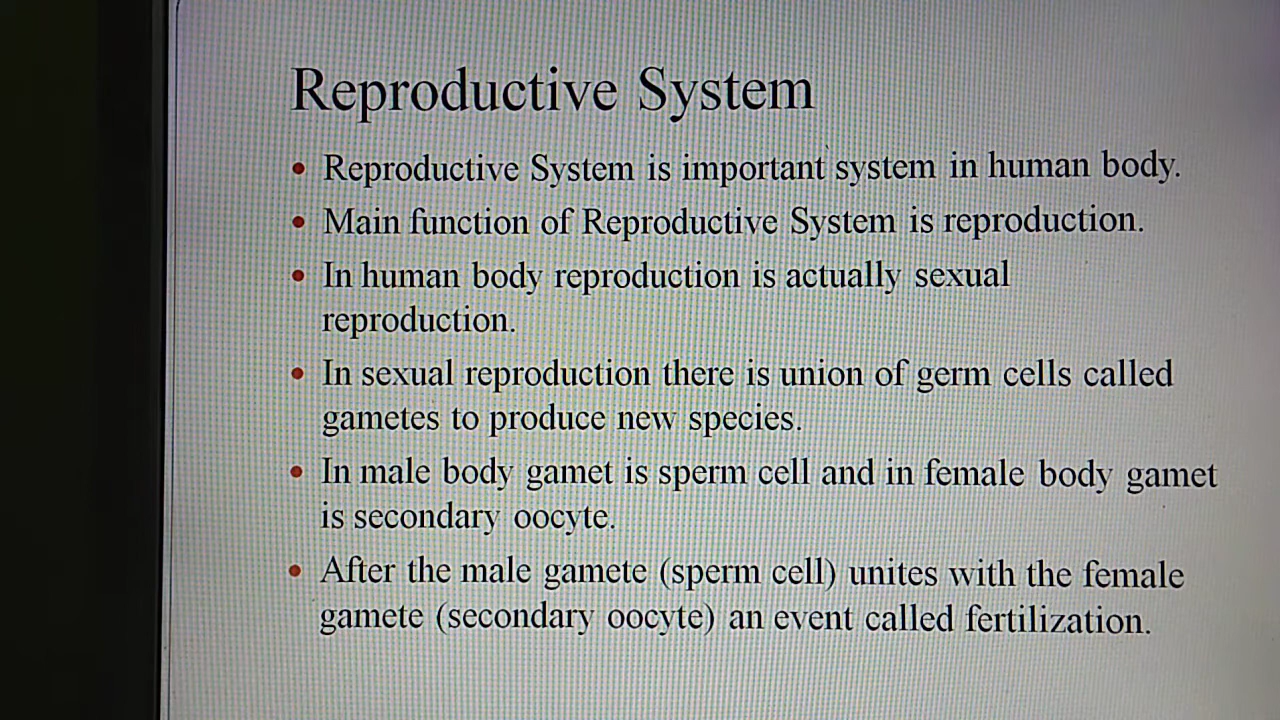 Reproductive System
• Reproductive System is important system in human body.
• Main function of Reproductive System is reproduction.
• In human body reproduction is actually sexual
reproduction.
• In sexual reproduction there is union of germ cells called
gametes to produce new species.
• In male body gamet is sperm cell and in female body gamet
is secondary oocyte.
• After the male gamete (sperm cell) unites with the female
gamete (secondary oocyte) an event called fertilization.